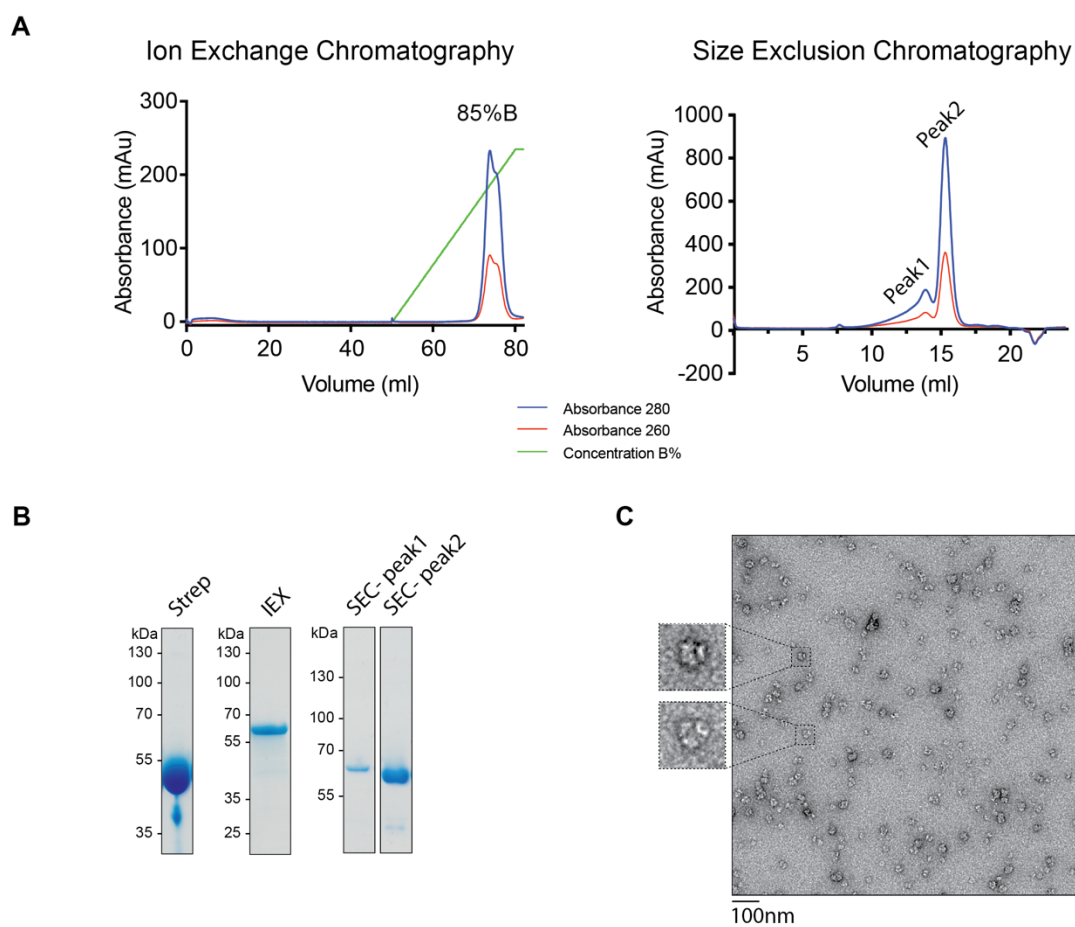 A
Ion Exchange Chromatography
Absorbance (mAu)
300
200
100
0
0 20 40 60 80
Volume (ml)
85%B
Size Exclusion Chromatography
Absorbance (mAu)
1000
800
600
400
200
0
-200
5 10 15 20
Volume (ml)
Peak1
Peak2
Absorbance 280
Absorbance 260
Concentration B%
B
Strep
kDa
130
100
70
55
35
IEX
kDa
130
100
70
55
35
25
SEC- peak1
SEC- peak2
kDa
130
100
70
55
C
100nm